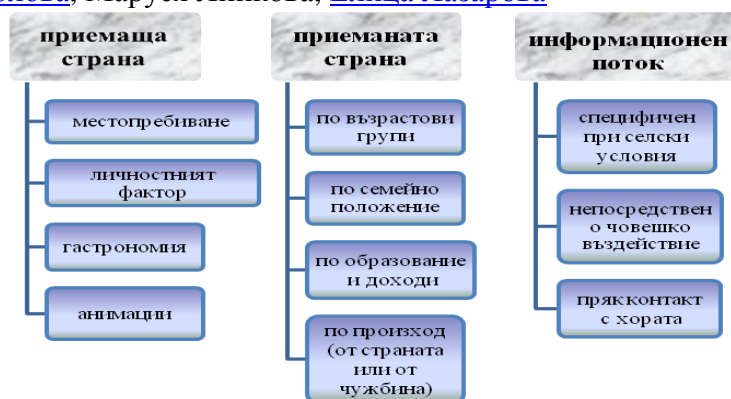 Маруся Линкова,
приемаща
страна
местопребиване
личностният
фактор
гастрономия
анимации
приеманата
страна
по възрастови
групи
по семейно
положение
по образование
и доходи
по произход
(от страната
или от
чужбина)
информационен
поток
специфичен
при селски
условия
непосредствен
о човешко
въздействие
пряк контакт
с хората